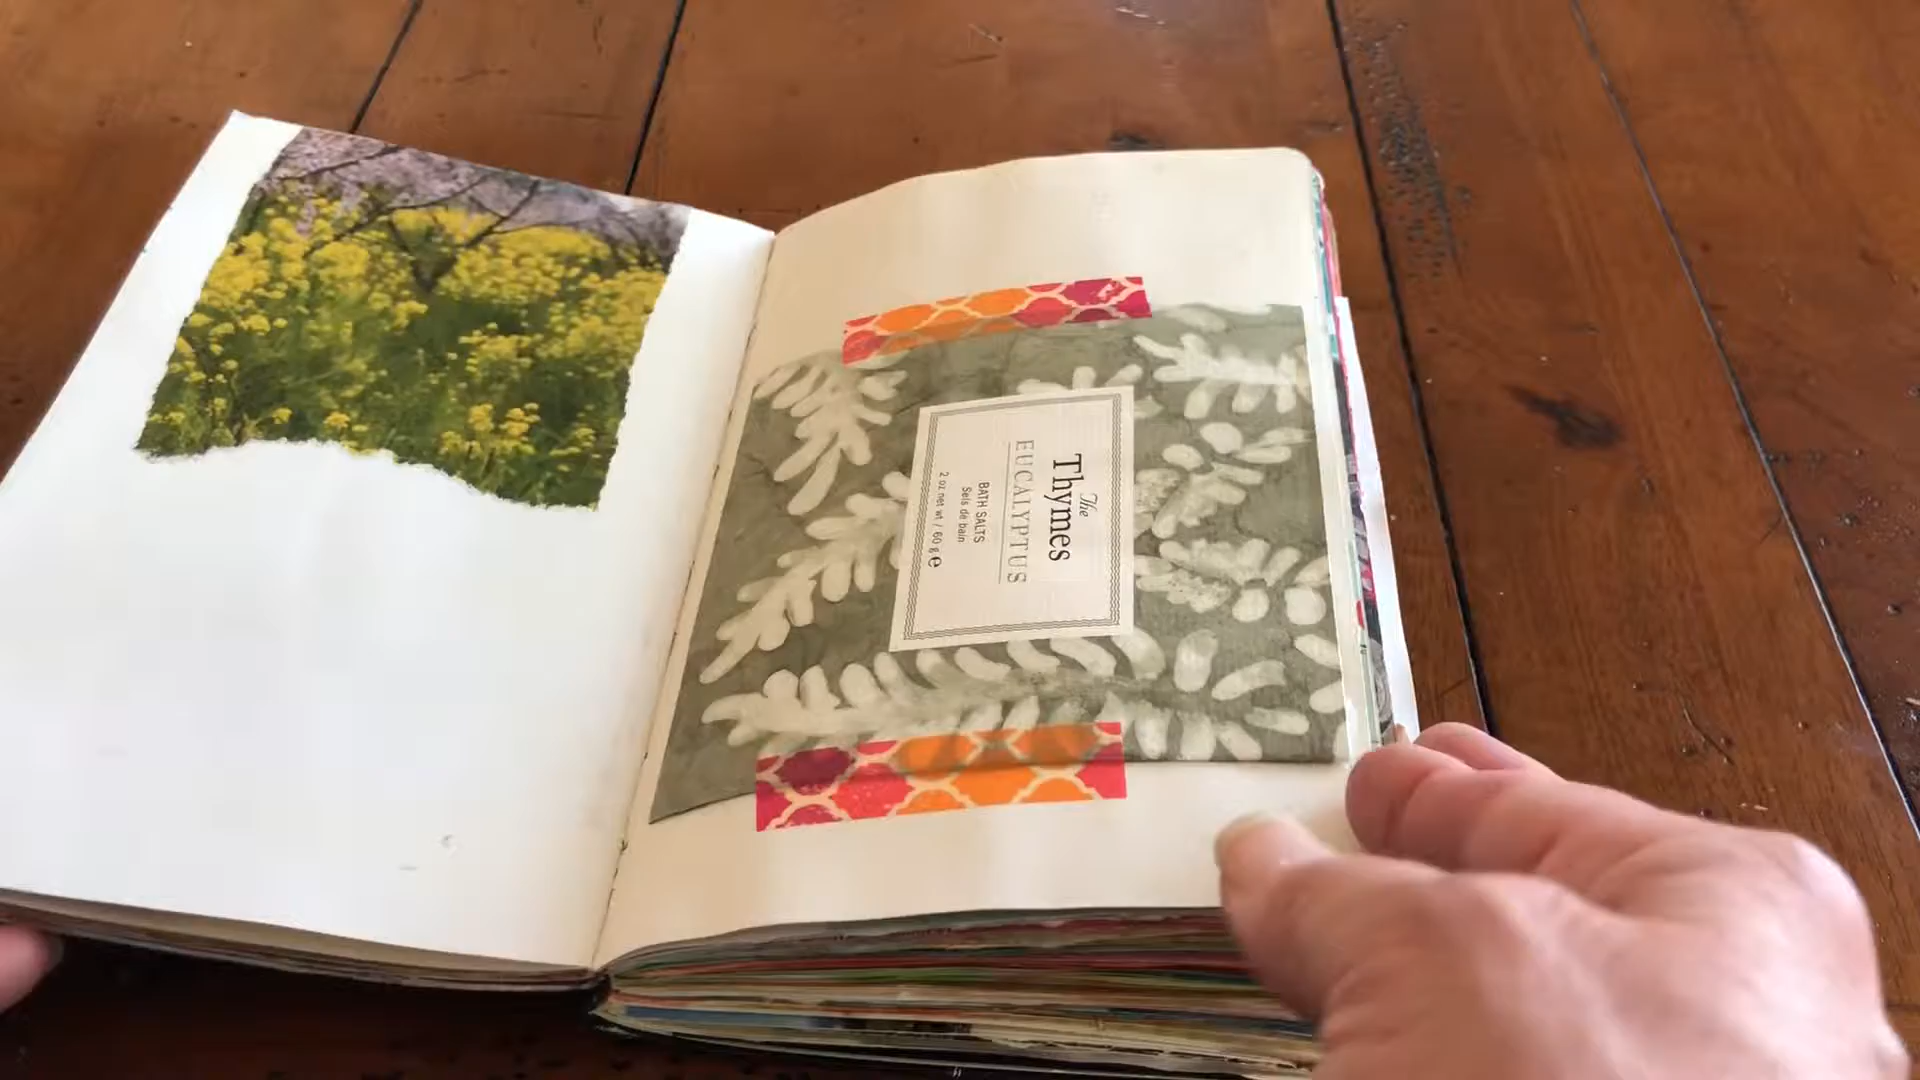 The
Thymes
EUCALYPTUS
BATH SALTS
Sels de bain
2 oz net wt / 60 g e